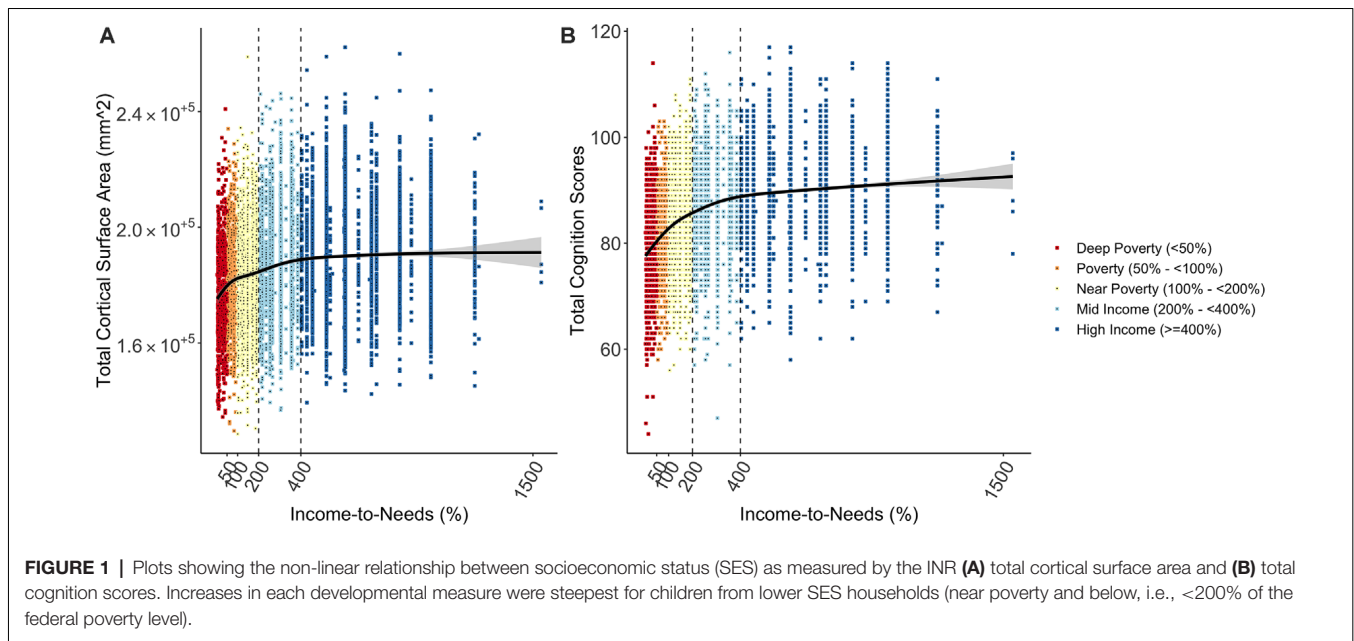 A
B
Total Cortical Surface Area (mm^2)
2.4 × 10+5
2.0 × 10+5
1.6 × 10+5
50
100
200
400
1500
Income-to-Needs (%)
Total Cognition Scores
120
100
80
60
50
100
200
400
1500
Income-to-Needs (%)
Deep Poverty (<50%)
Poverty (50% - <100%)
Near Poverty (100% - <200%)
Mid Income (200% - <400%)
High Income (>=400%)
FIGURE 1 | Plots showing the non-linear relationship between socioeconomic status (SES) as measured by the INR (A) total cortical surface area and (B) total
cognition scores. Increases in each developmental measure were steepest for children from lower SES households (near poverty and below, i.e., <200% of the
federal poverty level).